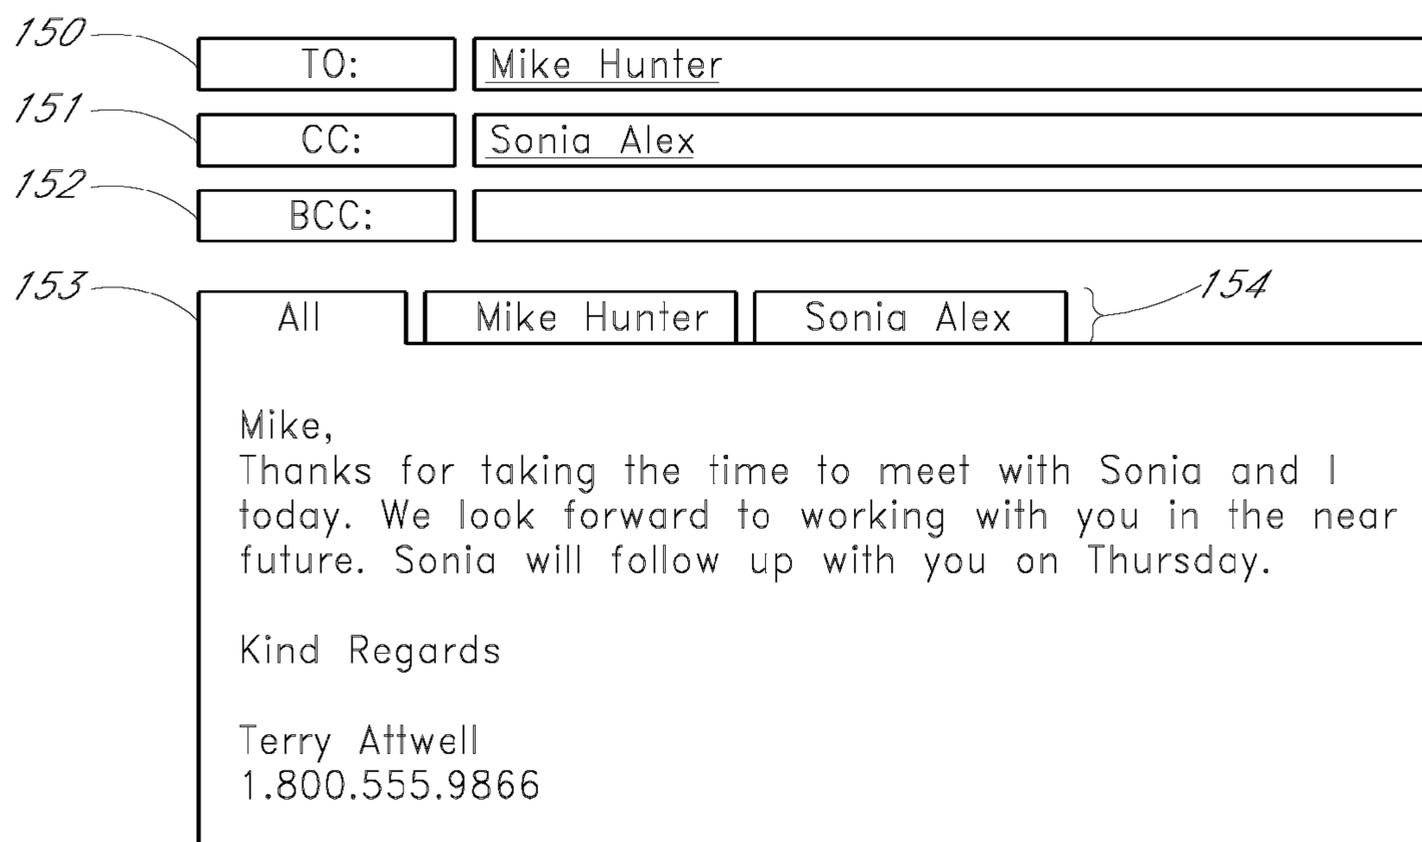 150 TO: Mike Hunter
151 CC: Sonia Alex
152 BCC:
153 All Mike Hunter Sonia Alex 154
Mike,
Thanks for taking the time to meet with Sonia and I
today. We look forward to working with you in the near
future. Sonia will follow up with you on Thursday.
Kind Regards
Terry Attwell
1.800.555.9866